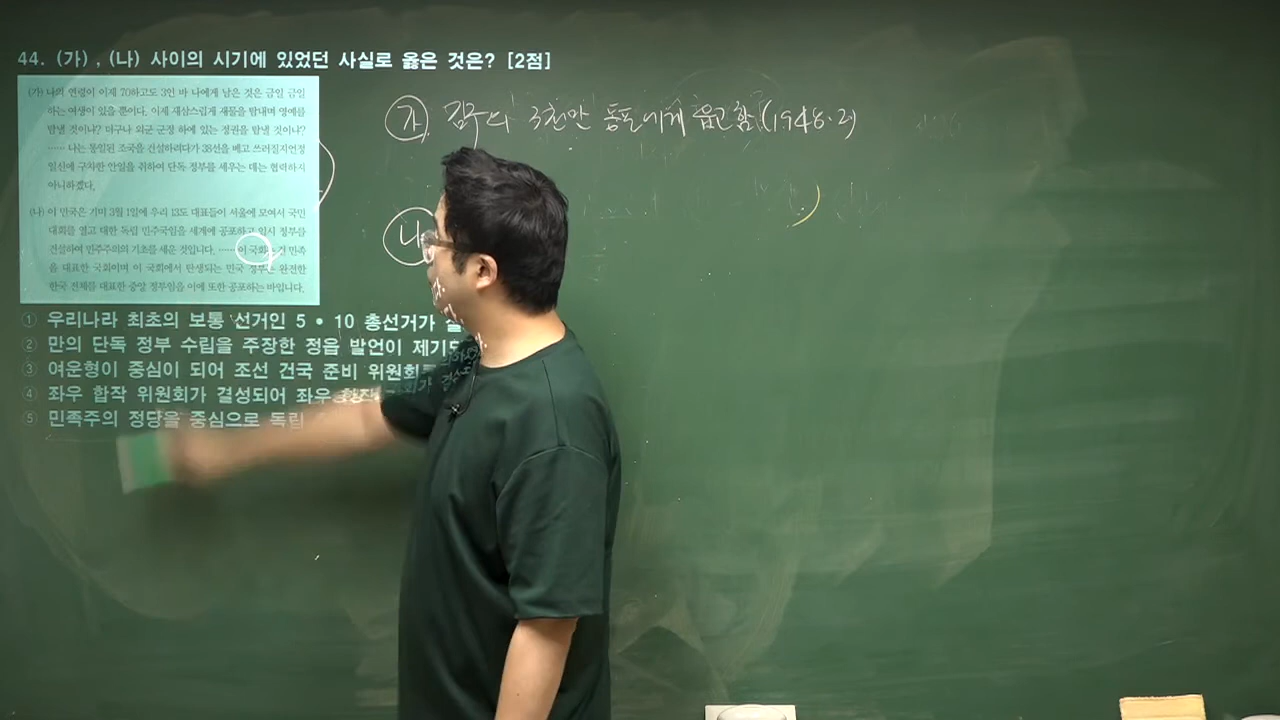 44. (가), (나) 사이의 시기에 있었던 사실로 옳은 것은? [2점]
(가) 나의 연령이 이제 70하고도 3인 바 나에게 남은 것은 금일 금일
하는 여생이 있을 뿐이다. 이제 재삼스럽게 재물을 탐내며 영예를
탐낼 것이냐? 더구나 외군 군정 하에 있는 정권을 탐낼 것이냐?
…… 나는 통일된 조국을 건설하려다가 38선을 베고 쓰러질지언정
일신에 구차한 안일을 취하여 단독 정부를 세우는 데는 협력하지
아니하겠다.
(나) 이 민국은 기미 3월 1일에 우리 13도 대표들이 서울에 모여서 국민
대회를 열고 대한 독립 민주국임을 세계에 공포하고 임시 정부를
건설하여 민주주의의 기초를 세운 것입니다. …… 이 국회는 전 민족
을 대표한 국회이며 이 국회에서 탄생되는 민국 정부는 완전한
한국 전체를 대표한 중앙 정부임을 이에 또한 공포하는 바입니다.
① 우리나라 최초의 보통 선거인 5 • 10 총선거가
② 만의 단독 정부 수립을 주장한 정읍 발언이
③ 여운형이 중심이 되어 조선 건국 준비 위원회
④ 좌우 합작 위원회가 결성되어 좌우 합작
⑤ 민족주의 정당을 중심으로 독립
가 김구의 3천만 동포에게 읍고함 (1948.2)
나